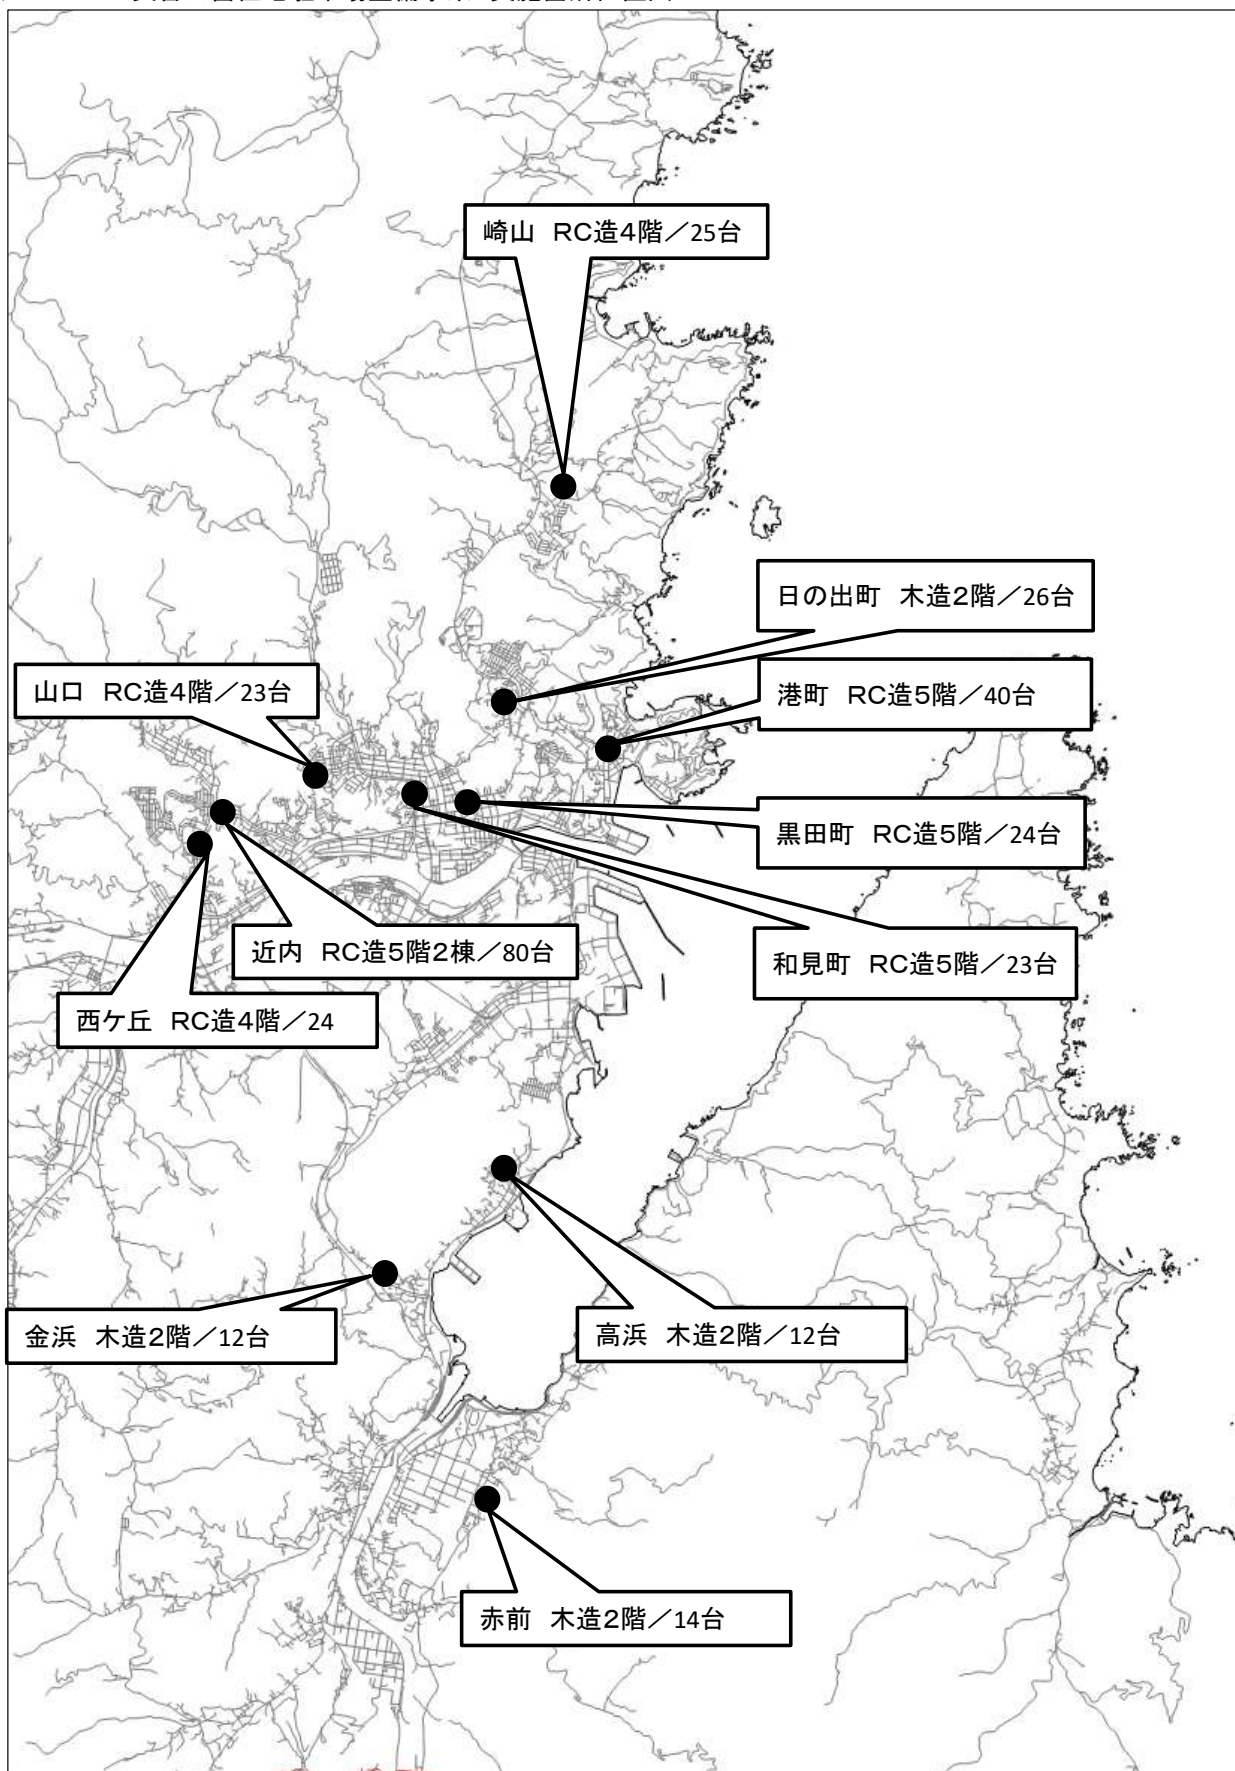 崎山　RC造4階／25台
日の出町　木造2階／26台
山口　RC造4階／23台
港町　RC造5階／40台
黒田町　RC造5階／24台
近内　RC造5階2棟／80台
和見町　RC造5階／23台
西ケ丘　RC造4階／24
金浜　木造2階／12台
高浜　木造2階／12台
赤前　木造2階／14台